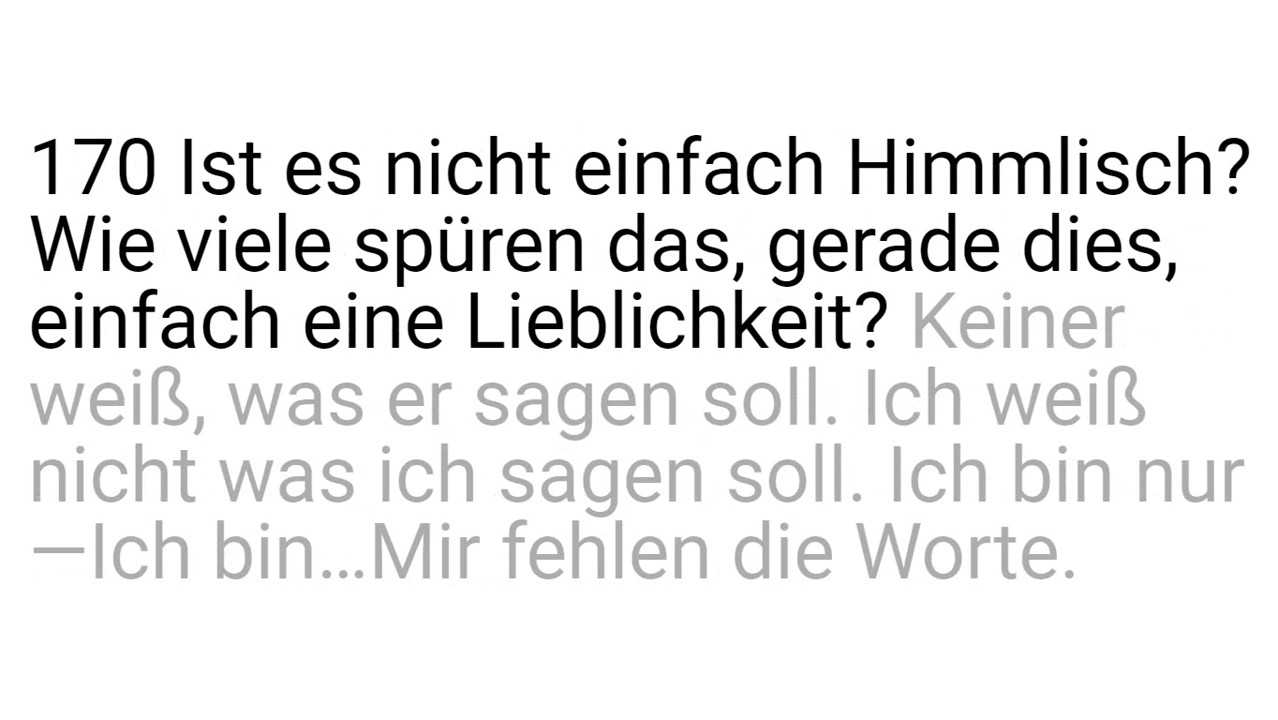 170 Ist es nicht einfach Himmlisch?
Wie viele spüren das, gerade dies,
einfach eine Lieblichkeit? Keiner
weiß, was er sagen soll. Ich weiß
nicht was ich sagen soll. Ich bin nur
—Ich bin...Mir fehlen die Worte.